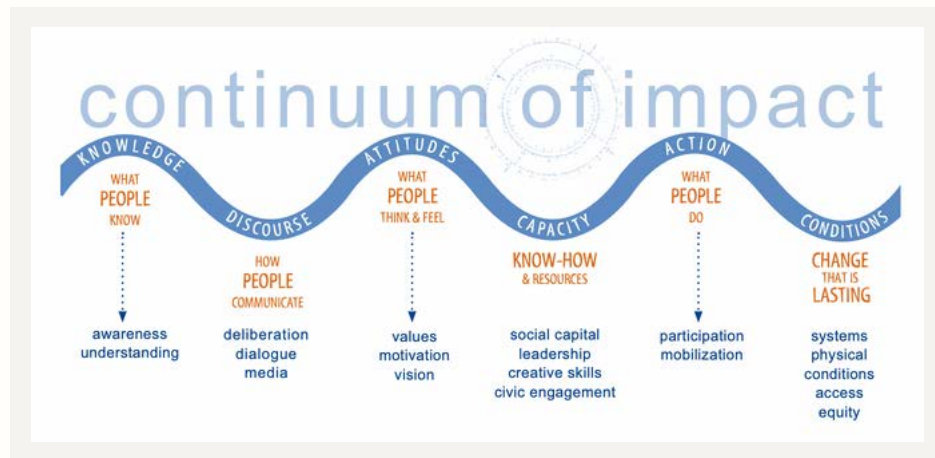 continuum of impact
KNOWLEDGE
WHAT
PEOPLE
KNOW
awareness
understanding
DISCOURSE
HOW
PEOPLE
COMMUNICATE
deliberation
dialogue
media
ATTITUDES
WHAT
PEOPLE
THINK & FEEL
values
motivation
vision
CAPACITY
KNOW-HOW
& RESOURCES
social capital
leadership
creative skills
civic engagement
ACTION
WHAT
PEOPLE
DO
participation
mobilization
CONDITIONS
CHANGE
THAT IS
LASTING
systems
physical
conditions
access
equity